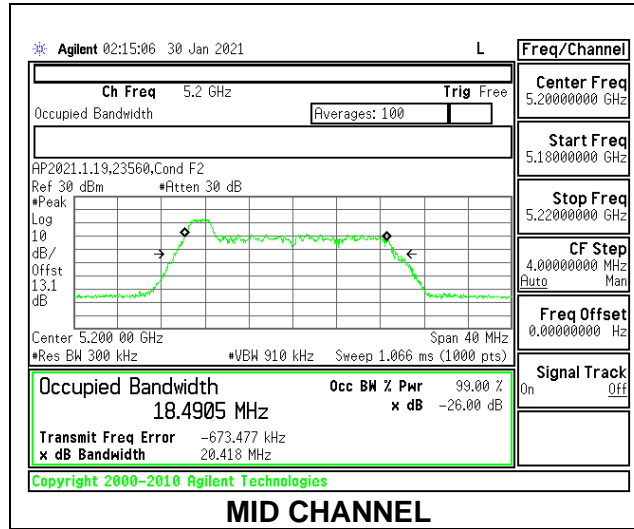 Agilent 02:15:06 30 Jan 2021 L
Freq/Channel
Ch Freq 5.2 GHz Trig Free
Occupied Bandwidth Averages: 100
AP2021.1.19,23560,Cond F2
Ref 30 dBm #Atten 30 dB
#Peak
Log
10
dB/
Offst
13.1
dB
Center 5.200 00 GHz Span 40 MHz
#Res BW 300 kHz #VBW 910 kHz Sweep 1.066 ms (1000 pts)
Occupied Bandwidth Occ BW % Pwr 99.00 %
18.4905 MHz x dB -26.00 dB
Transmit Freq Error -673.477 kHz
x dB Bandwidth 20.418 MHz
Copyright 2000-2010 Agilent Technologies
Center Freq
5.20000000 GHz
Start Freq
5.18000000 GHz
Stop Freq
5.22000000 GHz
CF Step
4.00000000 MHz
Auto Man
Freq Offset
0.00000000 Hz
Signal Track
On Off
MID CHANNEL